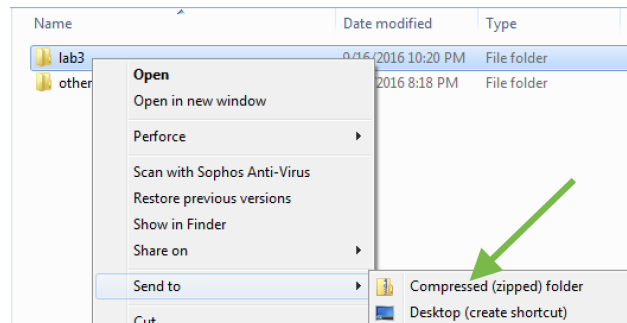 Name Date modified Type
lab3 9/16/2016 10:20 PM File folder
other 2016 8:18 PM File folder
Open
Open in new window
Perforce
Scan with Sophos Anti-Virus
Restore previous versions
Show in Finder
Share on
Send to
Compressed (zipped) folder
Desktop (create shortcut)
Cut